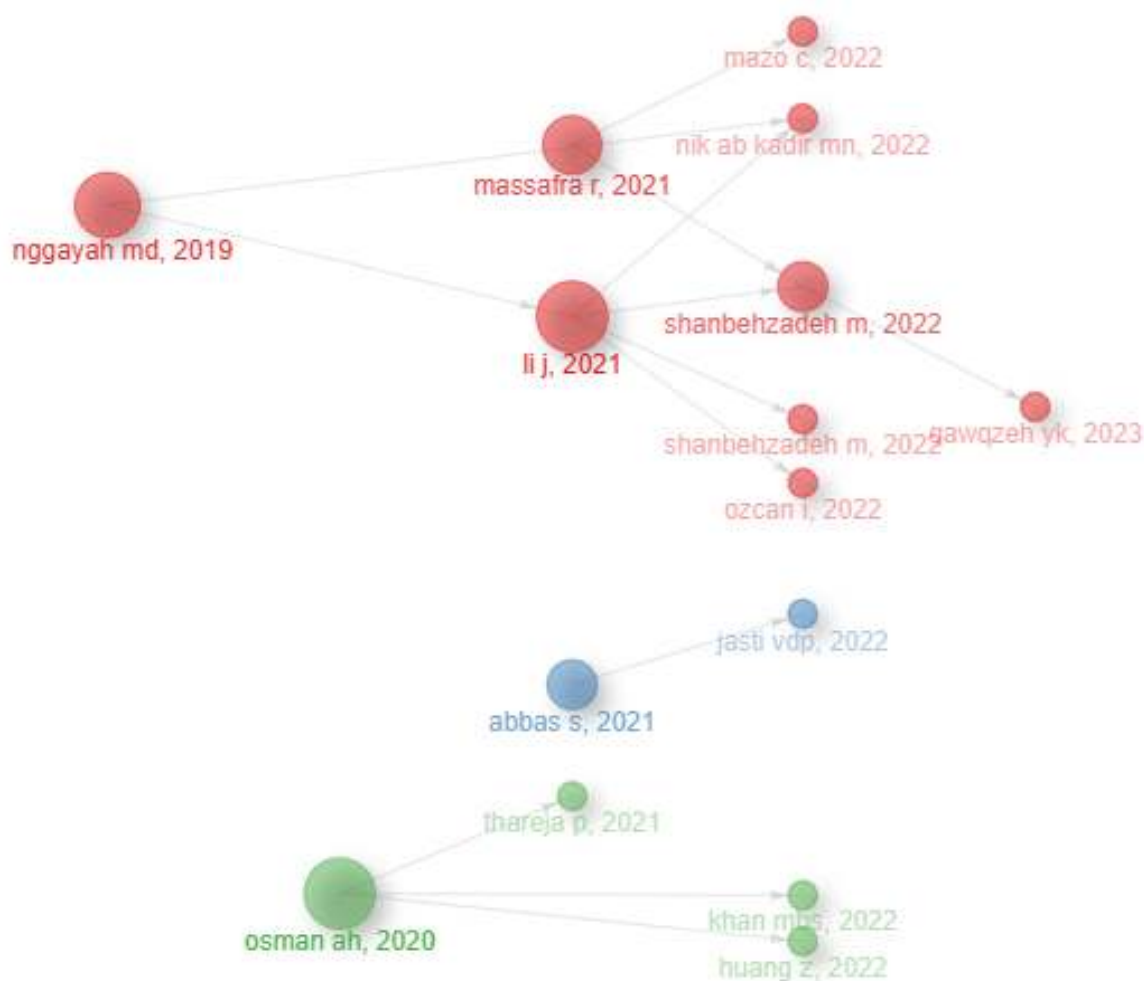 mazo c, 2022
nik ab kadir mn, 2022
massafra r, 2021
nggayah md, 2019
shanbehzadeh m, 2022
li j, 2021
gawqzeh yk, 2023
shanbehzadeh m, 2022
ozcan i, 2022
jasti vdp, 2022
abbas s, 2021
thareja p, 2021
khan mbs, 2022
osman ah, 2020
huang z, 2022